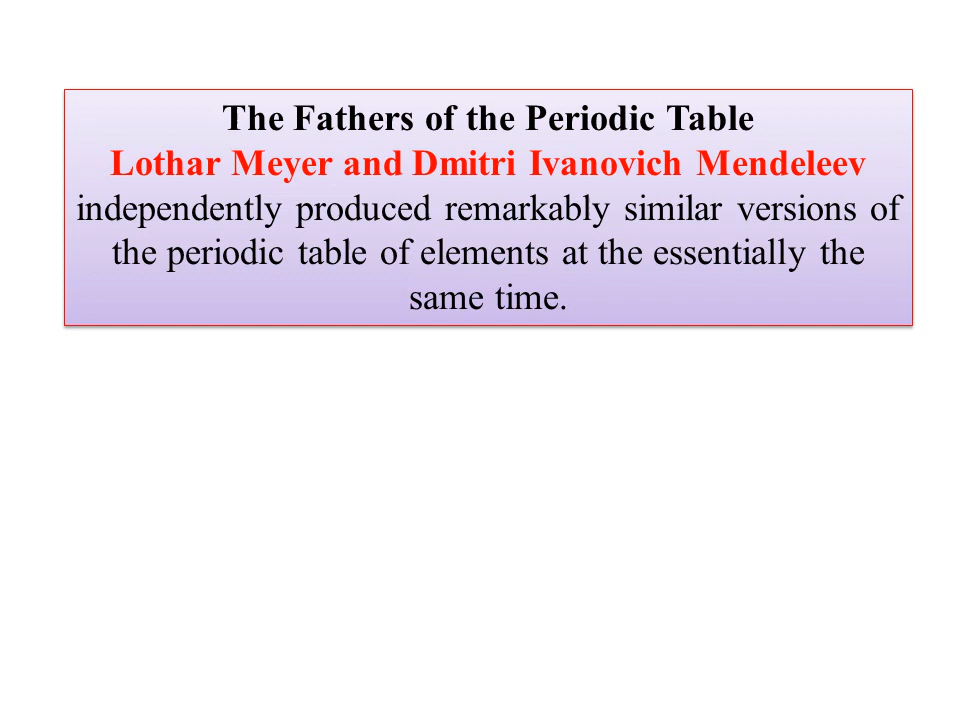 The Fathers of the Periodic Table
Lothar Meyer and Dmitri Ivanovich Mendeleev
independently produced remarkably similar versions of
the periodic table of elements at the essentially the
same time.